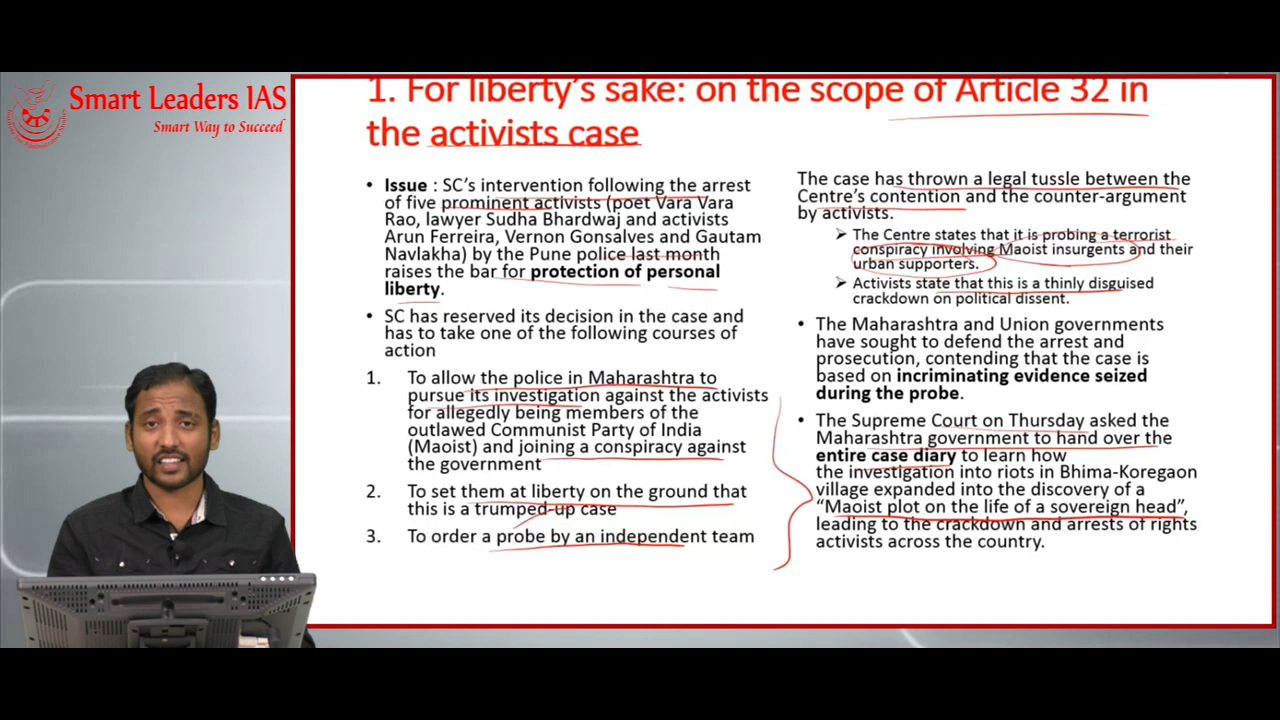 Smart Leaders IAS
Smart Way to Succeed
1. For liberty's sake: on the scope of Article 32 in
the activists case
• Issue : SC's intervention following the arrest
of five prominent activists (poet Vara Vara
Rao, lawyer Sudha Bhardwaj and activists
Arun Ferreira, Vernon Gonsalves and Gautam
Navlakha) by the Pune police last month
raises the bar for protection of personal
liberty.
• SC has reserved its decision in the case and
has to take one of the following courses of
action
1. To allow the police in Maharashtra to
pursue its investigation against the activists
for allegedly being members of the
outlawed Communist Party of India
(Maoist) and joining a conspiracy against
the government
2. To set them at liberty on the ground that
this is a trumped-up case
3. To order a probe by an independent team
The case has thrown a legal tussle between the
Centre's contention and the counter-argument
by activists.
➢ The Centre states that it is probing a terrorist
conspiracy involving Maoist insurgents and their
urban supporters.
➢ Activists state that this is a thinly disguised
crackdown on political dissent.
• The Maharashtra and Union governments
have sought to defend the arrest and
prosecution, contending that the case is
based on incriminating evidence seized
during the probe.
• The Supreme Court on Thursday asked the
Maharashtra government to hand over the
entire case diary to learn how
the investigation into riots in Bhima-Koregaon
village expanded into the discovery of a
“Maoist plot on the life of a sovereign head”,
leading to the crackdown and arrests of rights
activists across the country.